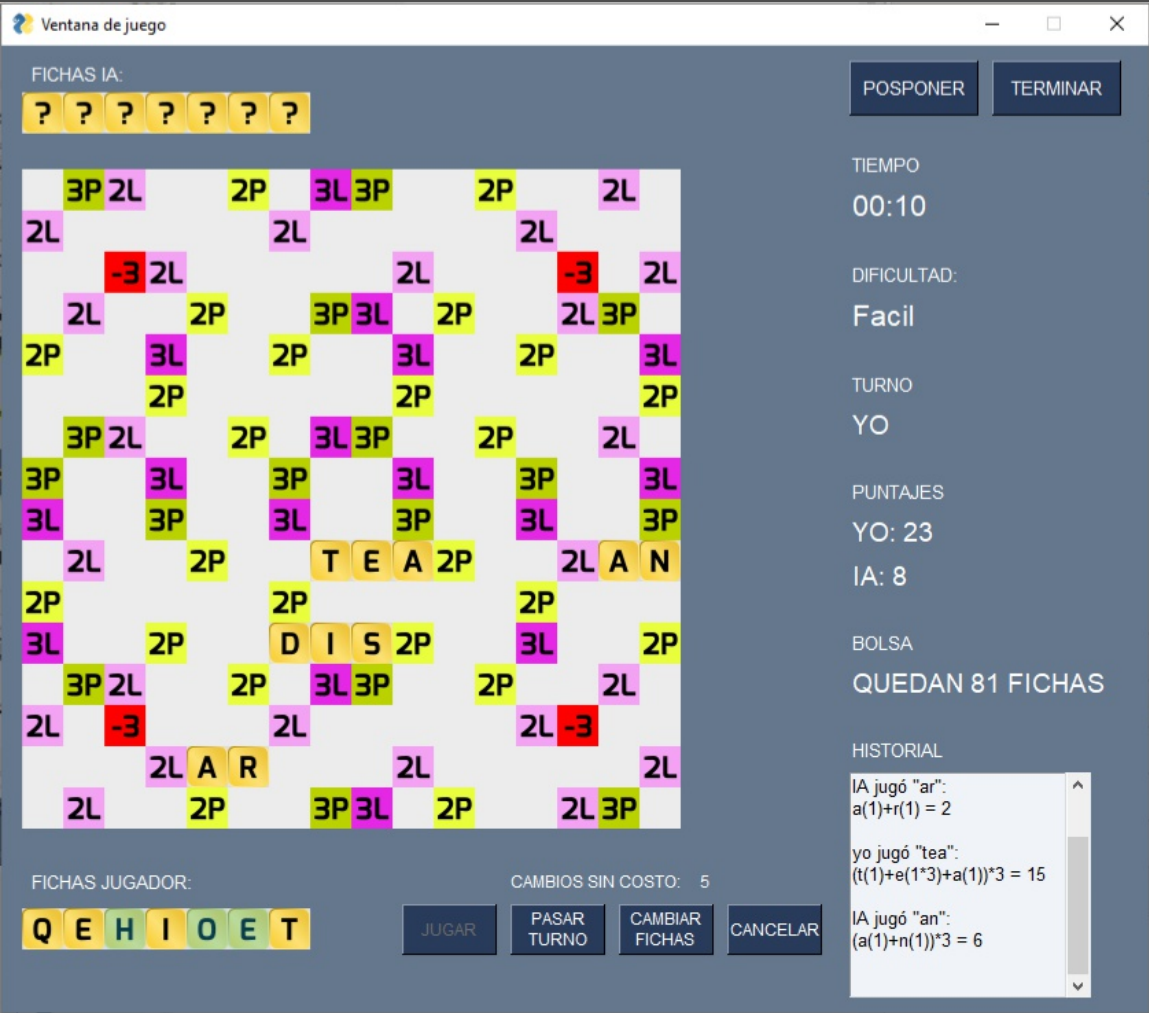 Ventana de juego
FICHAS IA:
? ? ? ? ? ? ?
POSPONER
TERMINAR
3P 2L 2P 3L 3P 2P 2L
2L 2L 2L
-3 2L 2L -3 2L
2L 2P 3P 3L 2P 2L 3P
2P 3L 2P 3L 2P 3L
2P 2P 2P
3P 2L 2P 3L 3P 2P 2L
3P 3L 3P 3L 3P 3L
3L 3P 3L 3P 3L 3P
2L 2P T E A 2P 2L A N
2P 2P 2P
3L 2P D I S 2P 3L 2P
3P 2L 2P 3L 3P 2P 2L
2L -3 2L 2L -3
2L A R 2L 2L
2L 2P 3P 3L 2P 2L 3P
TIEMPO
00:10
DIFICULTAD:
Facil
TURNO
YO
PUNTAJES
YO: 23
IA: 8
BOLSA
QUEDAN 81 FICHAS
HISTORIAL
IA jugó "ar":
a(1)+r(1) = 2
yo jugó "tea":
(t(1)+e(1*3)+a(1))*3 = 15
IA jugó "an":
(a(1)+n(1))*3 = 6
FICHAS JUGADOR:
Q E H I O E T
CAMBIOS SIN COSTO: 5
JUGAR
PASAR
TURNO
CAMBIAR
FICHAS
CANCELAR